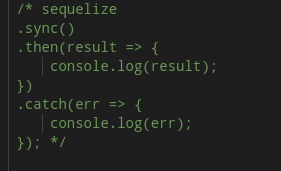 /* sequelize
.sync()
.then(result => {
    console.log(result);
})
.catch(err => {
    console.log(err);
}); */